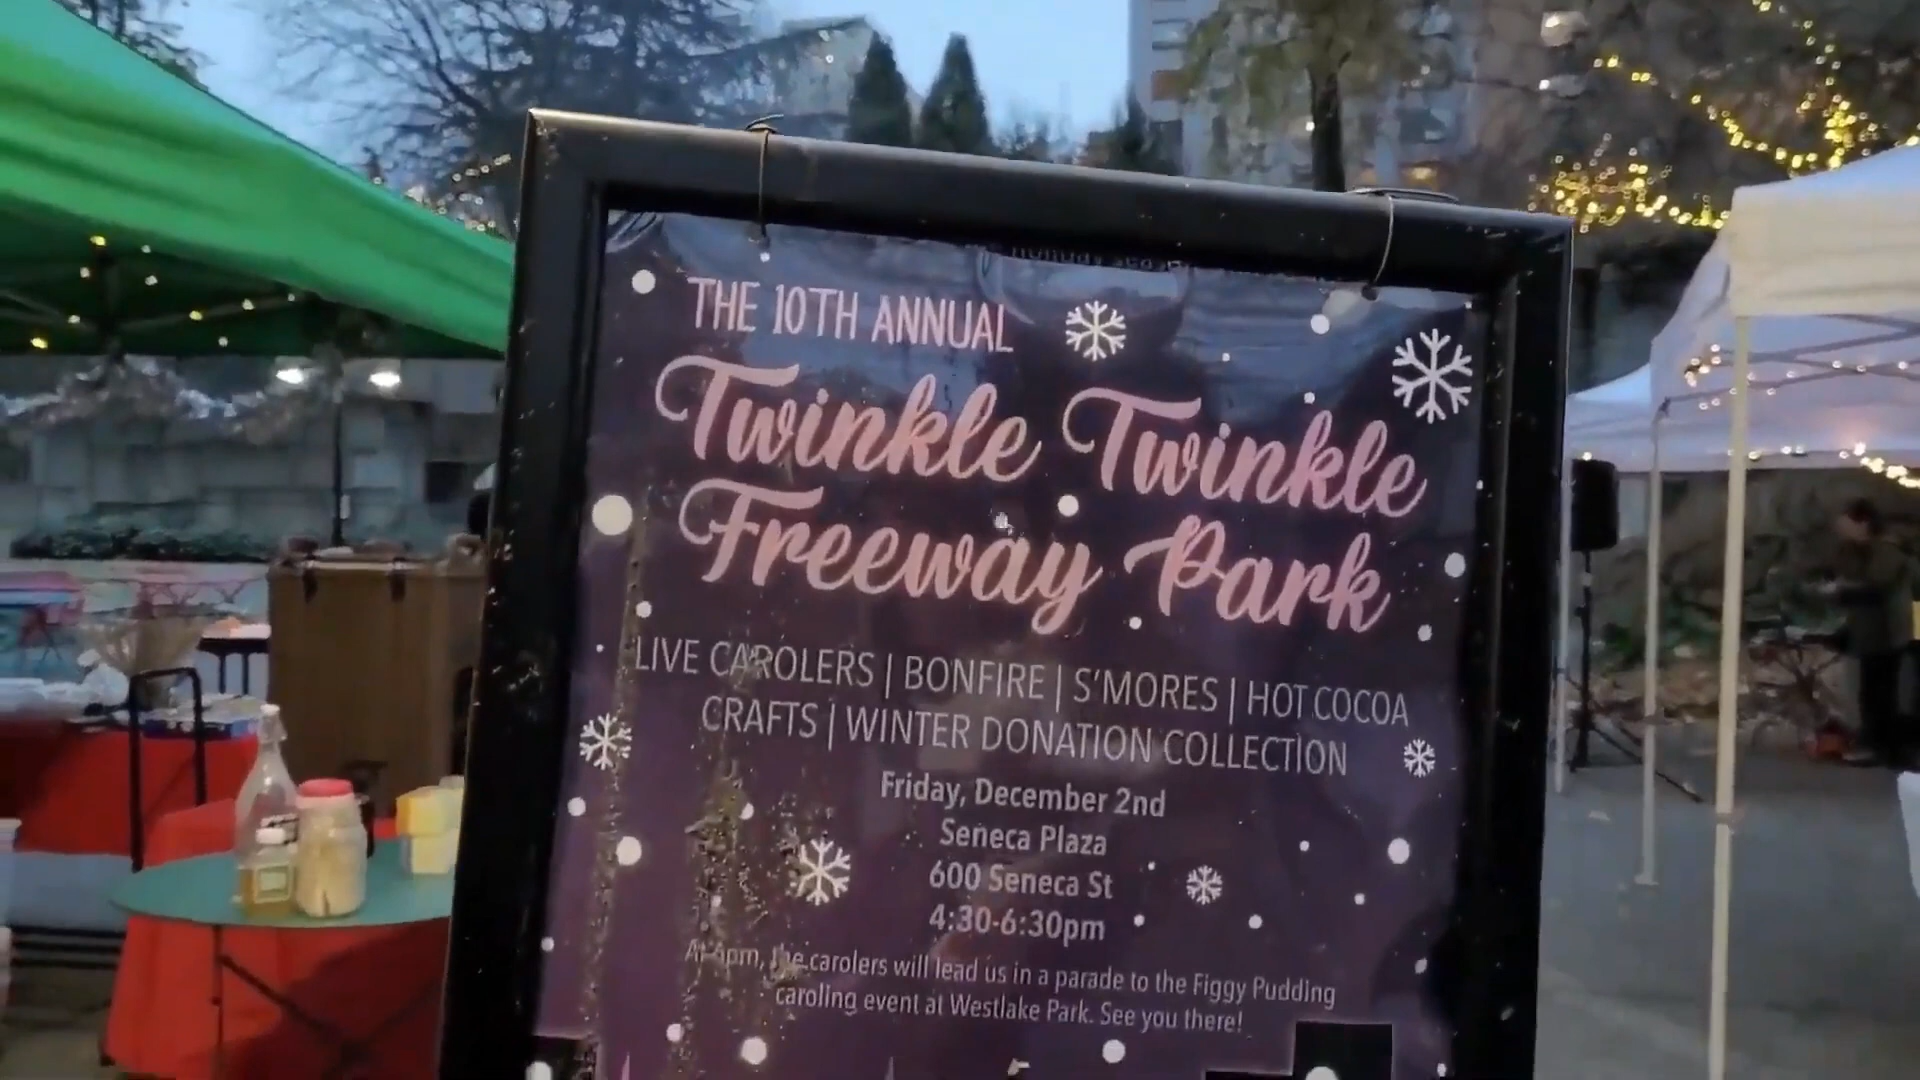 THE 10TH ANNUAL
Twinkle Twinkle
Freeway Park
LIVE CAROLERS | BONFIRE | S'MORES | HOT COCOA
CRAFTS | WINTER DONATION COLLECTION
Friday, December 2nd
Seneca Plaza
600 Seneca St
4:30-6:30pm
At 6pm, the carolers will lead us in a parade to the Figgy Pudding
caroling event at Westlake Park. See you there!